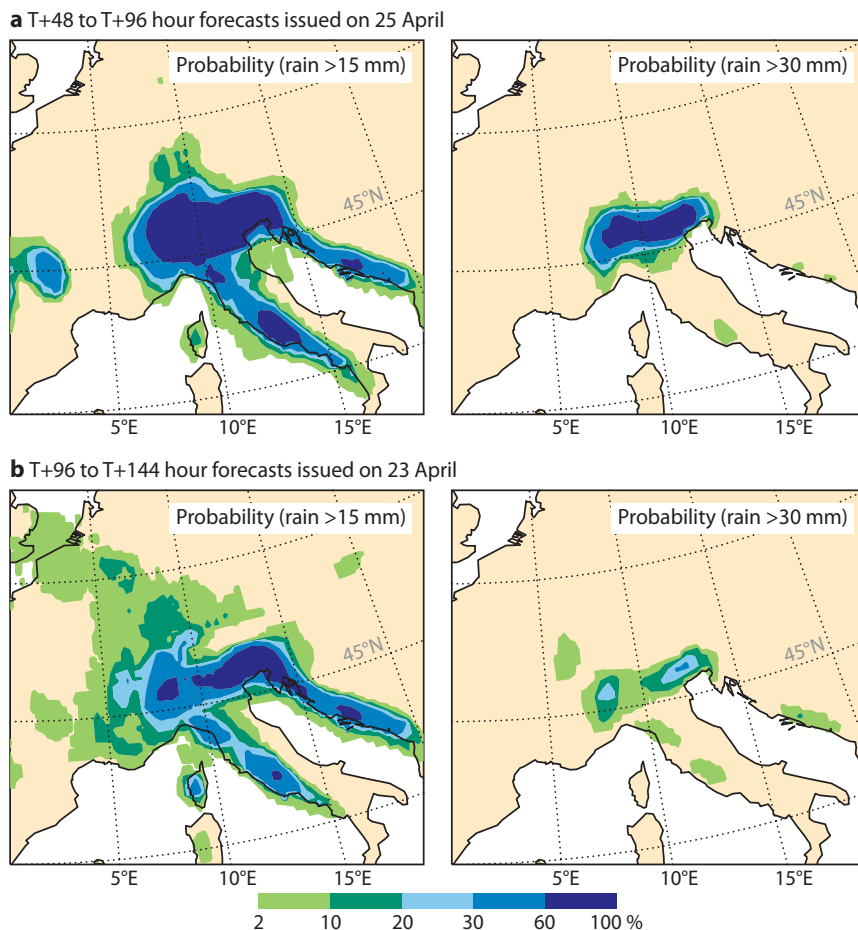 a T+48 to T+96 hour forecasts issued on 25 April
Probability (rain >15 mm)
Probability (rain >30 mm)
45°N
45°N
5°E 10°E 15°E
5°E 10°E 15°E
b T+96 to T+144 hour forecasts issued on 23 April
Probability (rain >15 mm)
Probability (rain >30 mm)
45°N
45°N
5°E 10°E 15°E
5°E 10°E 15°E
2 10 20 30 60 100 %